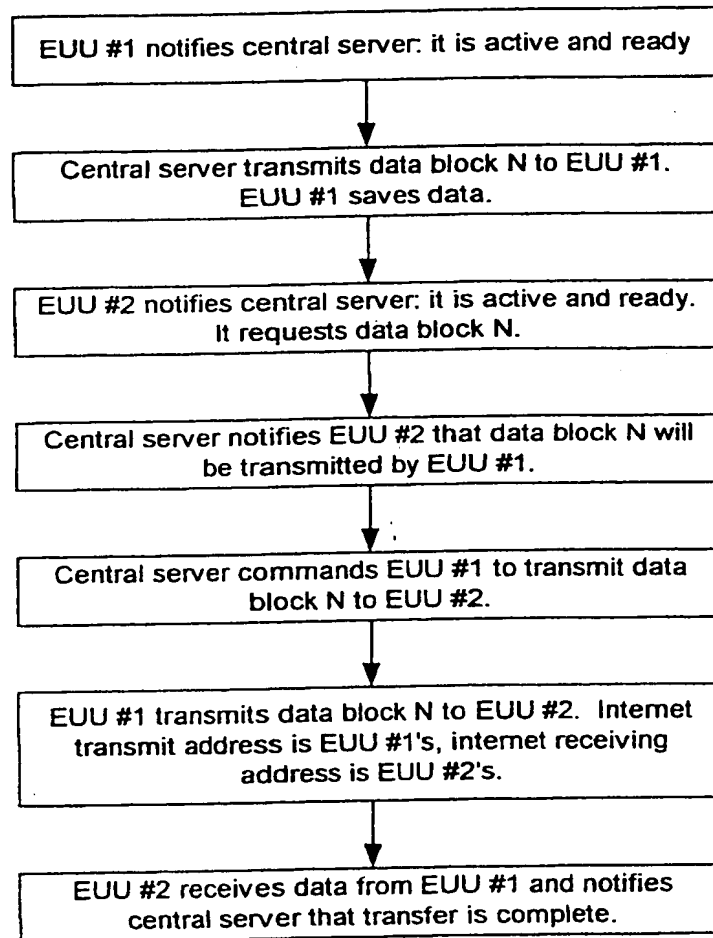 EUU #1 notifies central server: it is active and ready
Central server transmits data block N to EUU #1.
EUU #1 saves data.
EUU #2 notifies central server: it is active and ready.
It requests data block N.
Central server notifies EUU #2 that data block N will
be transmitted by EUU #1.
Central server commands EUU #1 to transmit data
block N to EUU #2.
EUU #1 transmits data block N to EUU #2. Internet
transmit address is EUU #1's, internet receiving
address is EUU #2's.
EUU #2 receives data from EUU #1 and notifies
central server that transfer is complete.